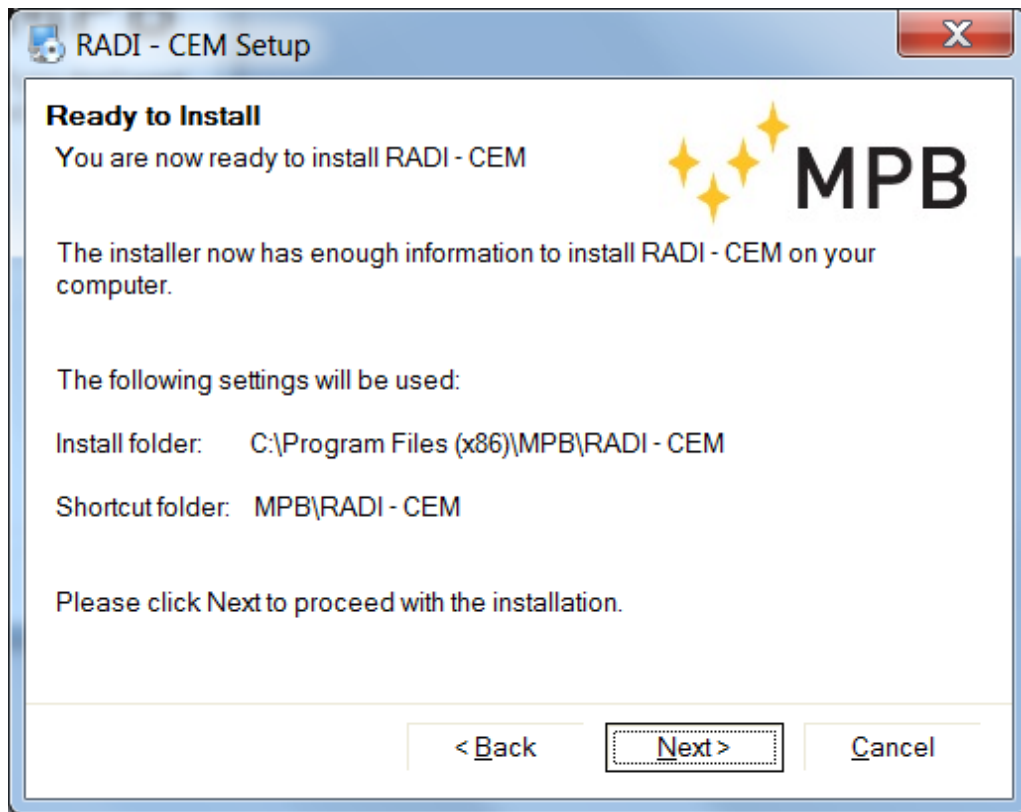 RADI - CEM Setup
Ready to Install
You are now ready to install RADI - CEM
MPB
The installer now has enough information to install RADI - CEM on your
computer.
The following settings will be used:
Install folder: C:\Program Files (x86)\MPB\RADI - CEM
Shortcut folder: MPB\RADI - CEM
Please click Next to proceed with the installation.
< Back Next > Cancel